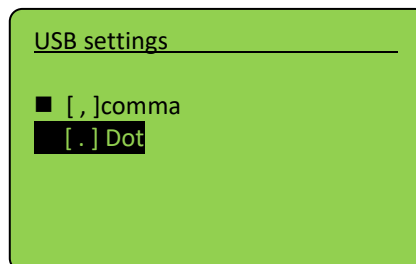 USB settings
■ [ , ]comma
[ . ] Dot